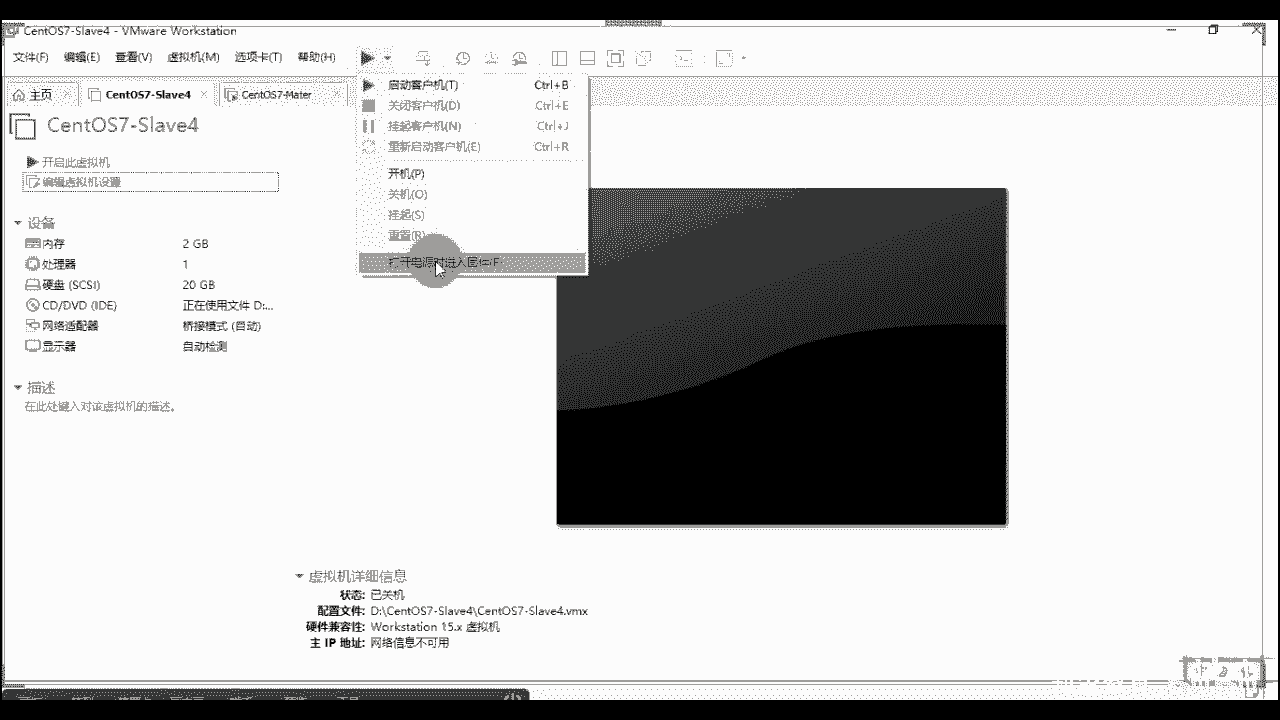 CentOS7-Slave4 - VMware Workstation
文件(F) 编辑(E) 查看(V) 虚拟机(M) 选项卡(T) 帮助(H)
主页 CentOS7-Slave4 CentOS7-Mater
启动客户机(T) Ctrl+B
关闭客户机(D) Ctrl+E
挂起客户机(N) Ctrl+J
重新启动客户机(E) Ctrl+R
开机(P)
关机(O)
挂起(S)
重置(R)
打开电源时进入固件(F)
CentOS7-Slave4
开启此虚拟机
编辑虚拟机设置
设备
内存 2 GB
处理器 1
硬盘 (SCSI) 20 GB
CD/DVD (IDE) 正在使用文件 D:...
网络适配器 桥接模式 (自动)
显示器 自动检测
描述
在此处键入对该虚拟机的描述。
虚拟机详细信息
状态: 已关机
配置文件: D:\CentOS7-Slave4\CentOS7-Slave4.vmx
硬件兼容性: Workstation 15.x 虚拟机
主 IP 地址: 网络信息不可用